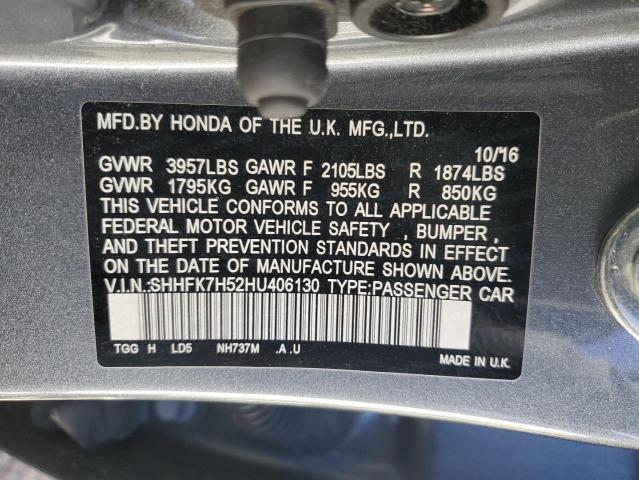 MFD.BY HONDA OF THE U.K. MFG.,LTD.
10/16
GVWR 3957LBS GAWR F 2105LBS R 1874LBS
GVWR 1795KG GAWR F 955KG R 850KG
THIS VEHICLE CONFORMS TO ALL APPLICABLE
FEDERAL MOTOR VEHICLE SAFETY , BUMPER ,
AND THEFT PREVENTION STANDARDS IN EFFECT
ON THE DATE OF MANUFACTURE SHOWN ABOVE.
V.I.N.:SHHFK7H52HU406130 TYPE:PASSENGER CAR
TGG H LD5 NH737M .A .U
MADE IN U.K.